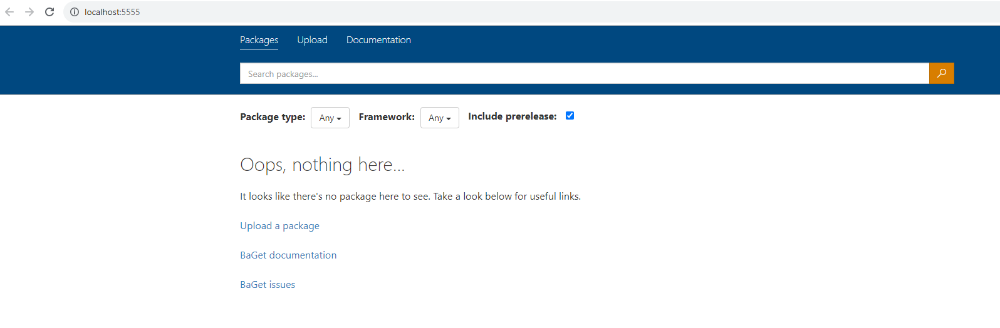 localhost:5555
Packages Upload Documentation
Search packages...
Package type: Any Framework: Any Include prerelease:
Oops, nothing here...
It looks like there's no package here to see. Take a look below for useful links.
Upload a package
BaGet documentation
BaGet issues